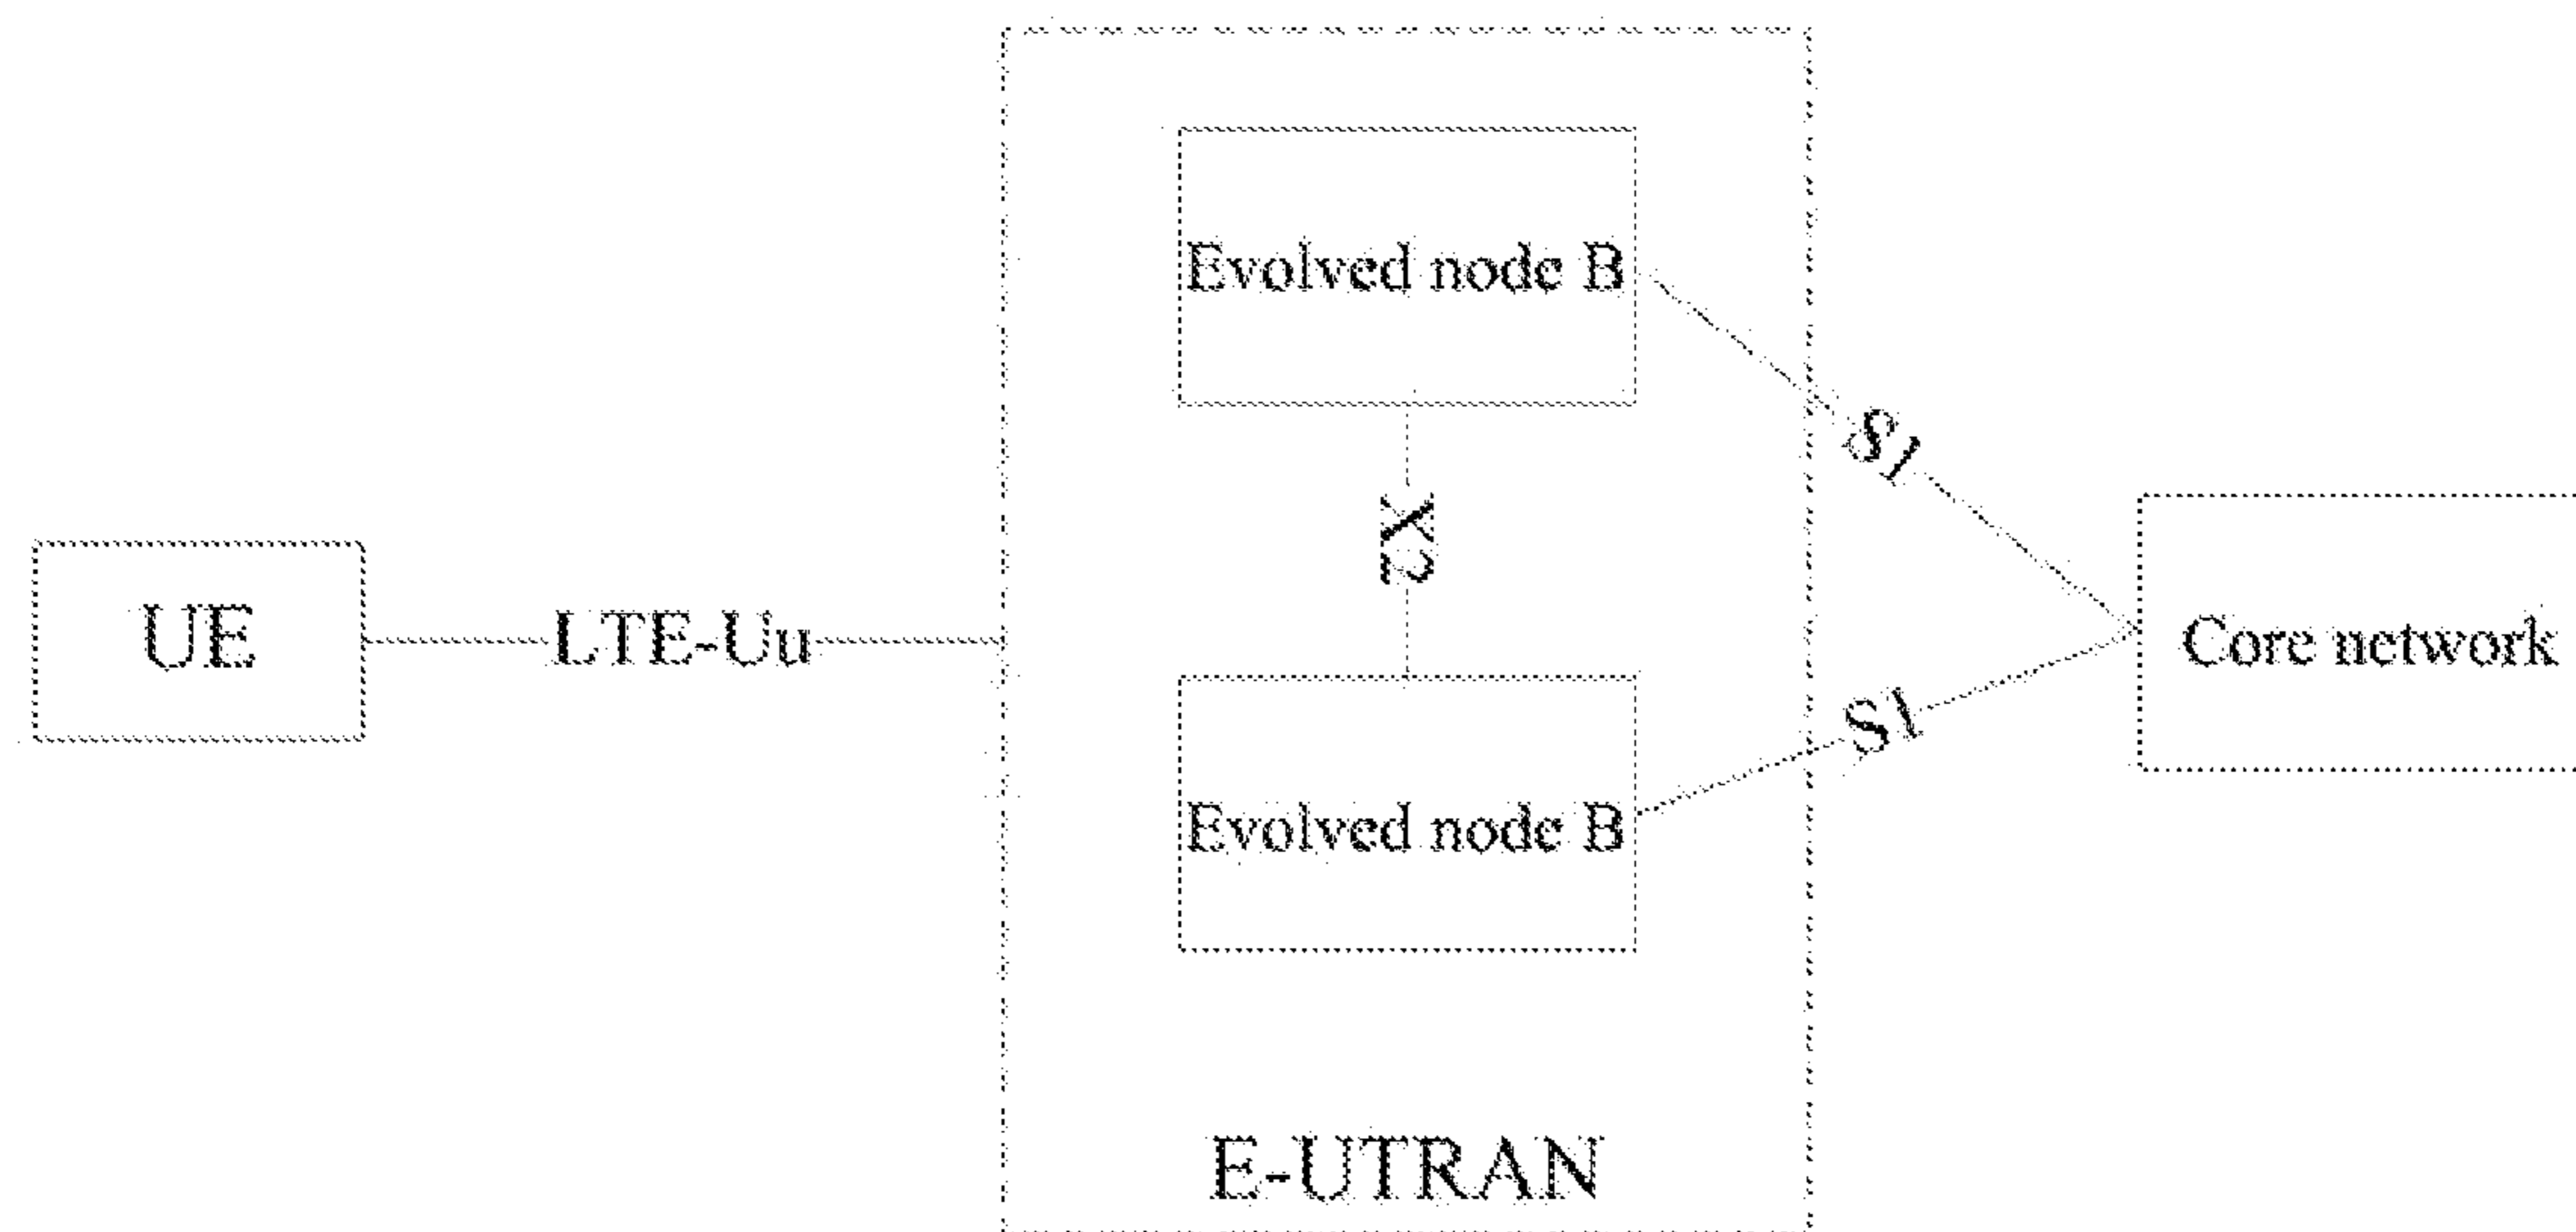 Evolved node B
S1
X2
UE
LTE-Uu
Core network
S1
Evolved node B
E-UTRAN